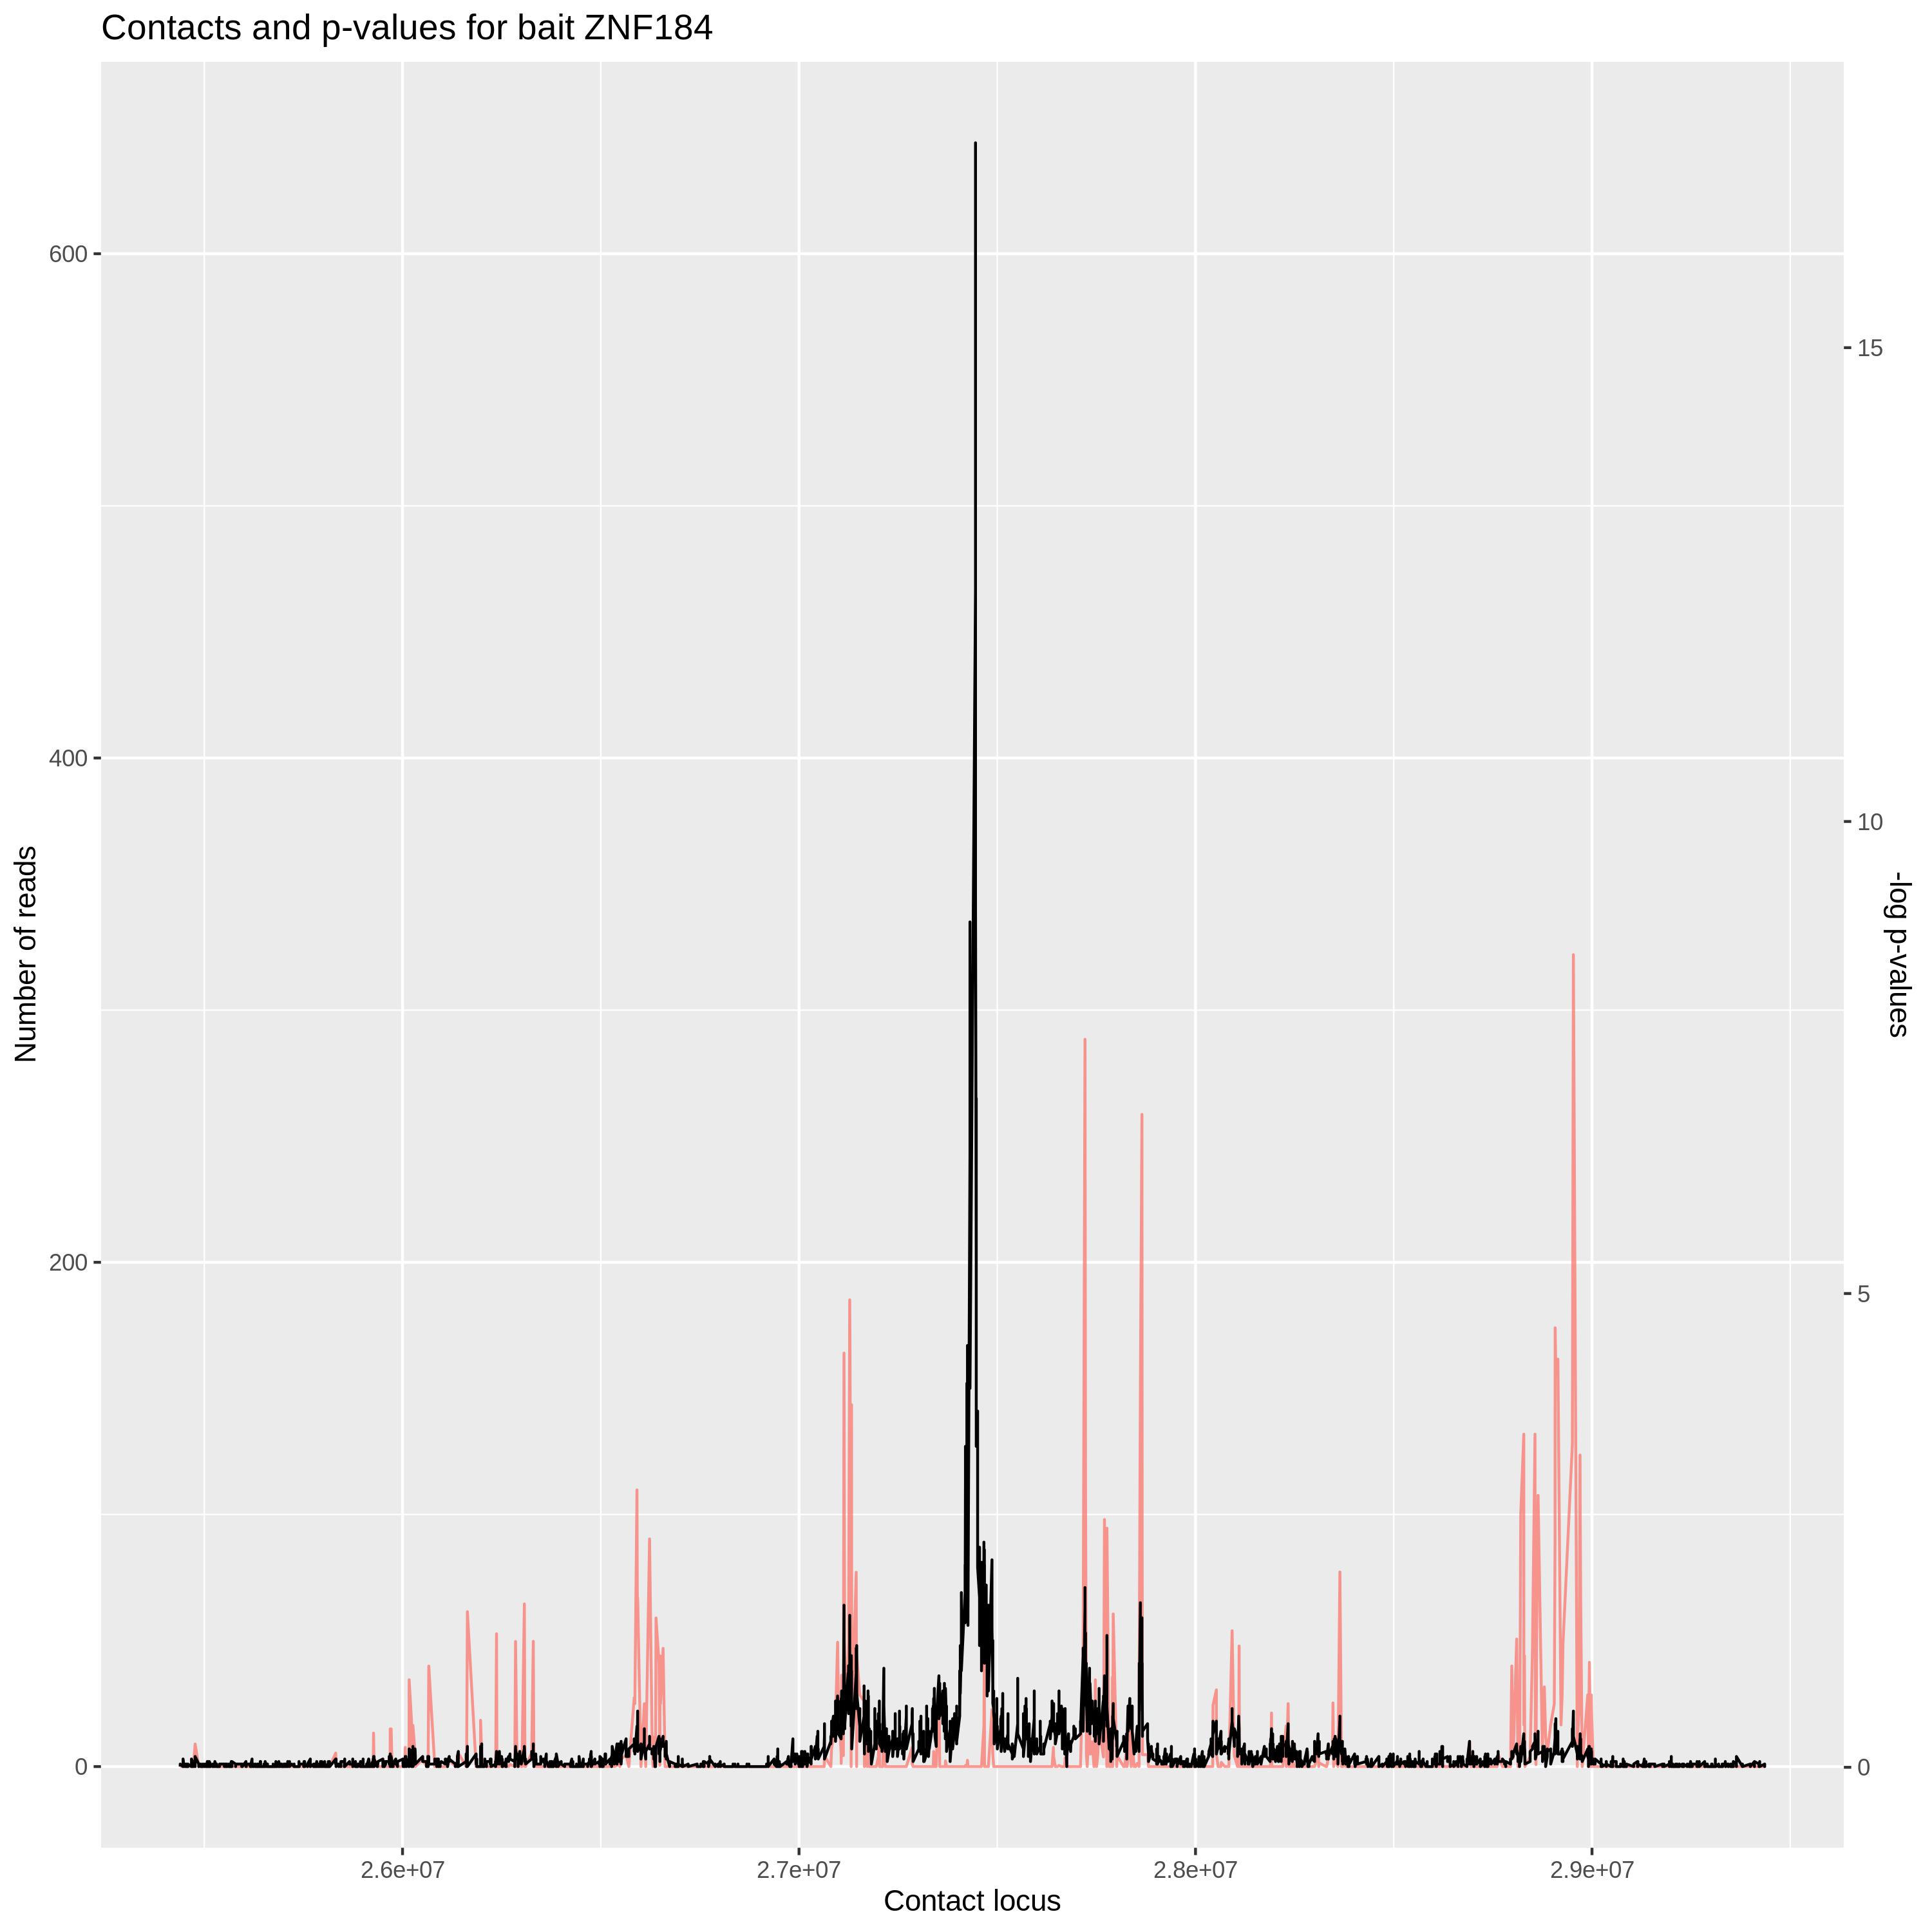 Contacts and p-values for bait ZNF184
600
400
200
0
Number of reads
15
10
5
0
-log p-values
2.6e+07
2.7e+07
2.8e+07
2.9e+07
Contact locus